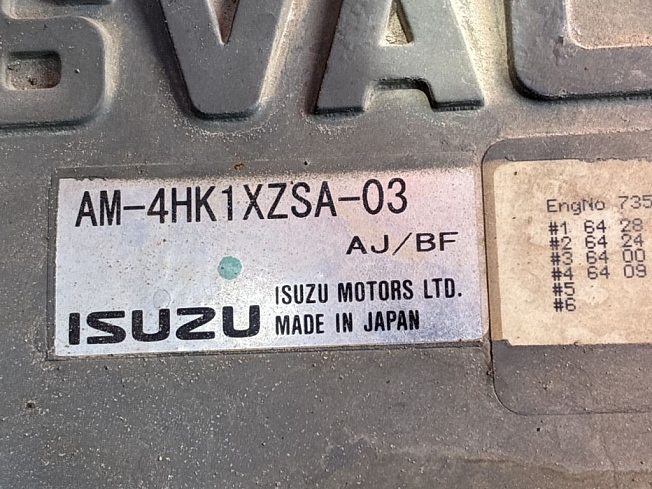 6VA
AM-4HK1XZSA-03
AJ/BF
ISUZU
ISUZU MOTORS LTD.
MADE IN JAPAN
EngNo 735
#1 64 28
#2 64 24
#3 64 00
#4 64 09
#5
#6